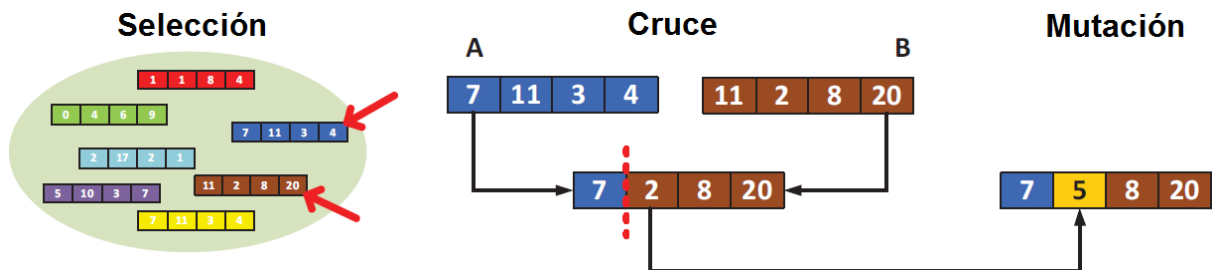 Selección
1 1 8 4
0 4 6 9
7 11 3 4
2 17 2 1
11 2 8 20
5 10 3 7
7 11 3 4
Cruce
A B
7 11 3 4 11 2 8 20
7 2 8 20
Mutación
7 5 8 20